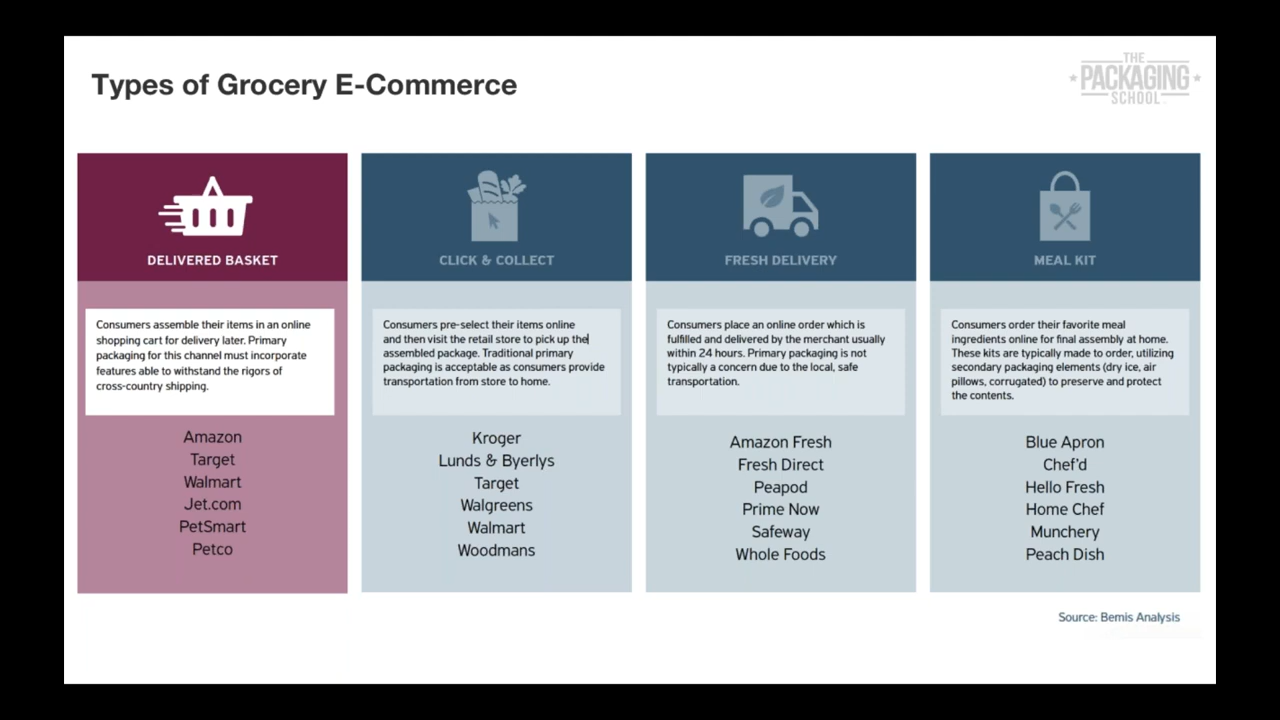 Types of Grocery E-Commerce
THE
PACKAGING
SCHOOL
DELIVERED BASKET
Consumers assemble their items in an online
shopping cart for delivery later. Primary
packaging for this channel must incorporate
features able to withstand the rigors of
cross-country shipping.
Amazon
Target
Walmart
Jet.com
PetSmart
Petco
CLICK & COLLECT
Consumers pre-select their items online
and then visit the retail store to pick up the
assembled package. Traditional primary
packaging is acceptable as consumers provide
transportation from store to home.
Kroger
Lunds & Byerlys
Target
Walgreens
Walmart
Woodmans
FRESH DELIVERY
Consumers place an online order which is
fulfilled and delivered by the merchant usually
within 24 hours. Primary packaging is not
typically a concern due to the local, safe
transportation.
Amazon Fresh
Fresh Direct
Peapod
Prime Now
Safeway
Whole Foods
MEAL KIT
Consumers order their favorite meal
ingredients online for final assembly at home.
These kits are typically made to order, utilizing
secondary packaging elements (dry ice, air
pillows, corrugated) to preserve and protect
the contents.
Blue Apron
Chef'd
Hello Fresh
Home Chef
Munchery
Peach Dish
Source: Bemis Analysis